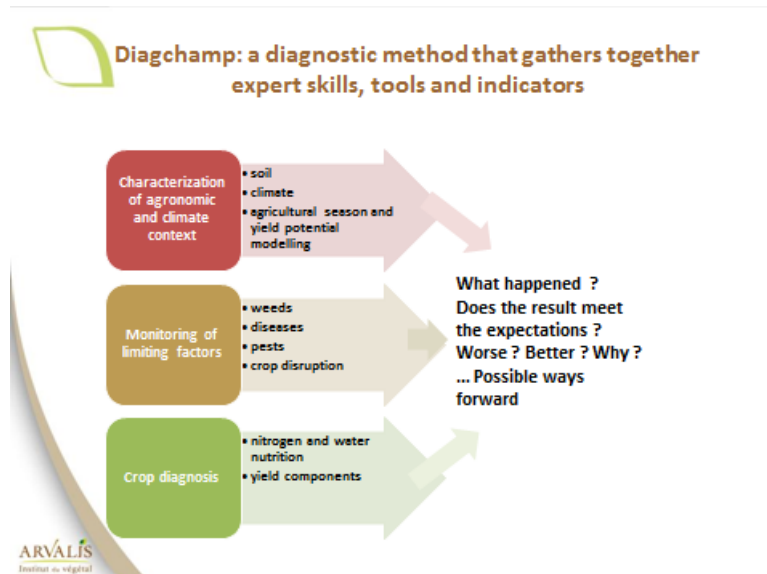 Diagchamp: a diagnostic method that gathers together
expert skills, tools and indicators
Characterization
of agronomic
and climate
context
• soil
• climate
• agricultural season and
yield potential
modelling
Monitoring of
limiting factors
• weeds
• diseases
• pests
• crop disruption
Crop diagnosis
• nitrogen and water
nutrition
• yield components
What happened ?
Does the result meet
the expectations ?
Worse ? Better ? Why ?
... Possible ways
forward
ARVALIS
Institut du végétal